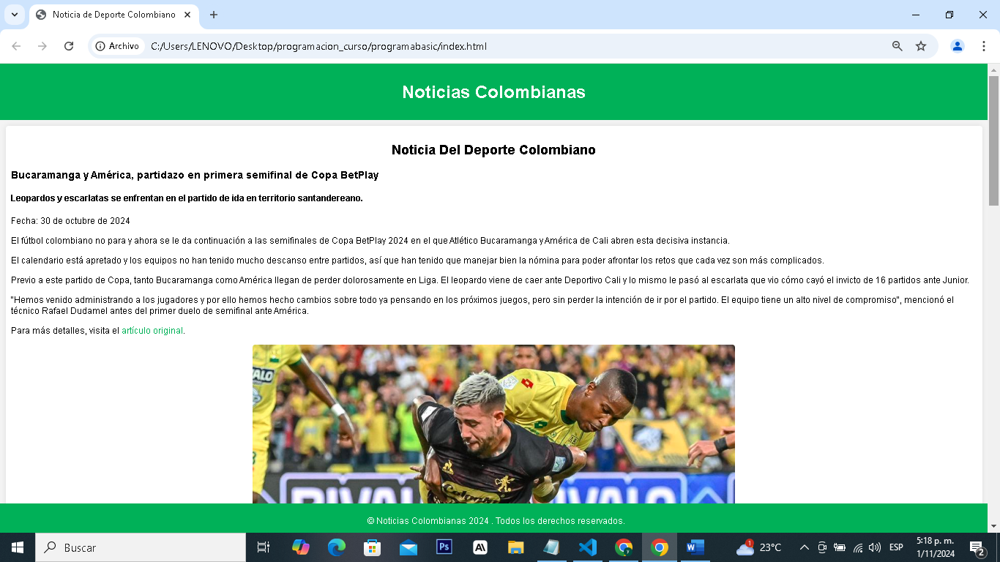 Noticia de Deporte Colombiano
Archivo C:/Users/LENOVO/Desktop/programacion_curso/programabasic/index.html
Noticias Colombianas
Noticia Del Deporte Colombiano
Bucaramanga y América, partidazo en primera semifinal de Copa BetPlay
Leopardos y escarlatas se enfrentan en el partido de ida en territorio santandereano.
Fecha: 30 de octubre de 2024
El fútbol colombiano no para y ahora se le da continuación a las semifinales de Copa BetPlay 2024 en el que Atlético Bucaramanga y América de Cali abren esta decisiva instancia.
El calendario está apretado y los equipos no han tenido mucho descanso entre partidos, así que han tenido que manejar bien la nómina para poder afrontar los retos que cada vez son más complicados.
Previo a este partido de Copa, tanto Bucaramanga como América llegan de perder dolorosamente en Liga. El leopardo viene de caer ante Deportivo Cali y lo mismo le pasó al escarlata que vio cómo cayó el invicto de 16 partidos ante Junior.
"Hemos venido administrando a los jugadores y por ello hemos hecho cambios sobre todo ya pensando en los próximos juegos, pero sin perder la intención de ir por el partido. El equipo tiene un alto nivel de compromiso", mencionó el
técnico Rafael Dudamel antes del primer duelo de semifinal ante América.
Para más detalles, visita el artículo original.
© Noticias Colombianas 2024 . Todos los derechos reservados.
Buscar
Ps
W
1
23°C
ESP
5:18 p. m.
1/11/2024
2